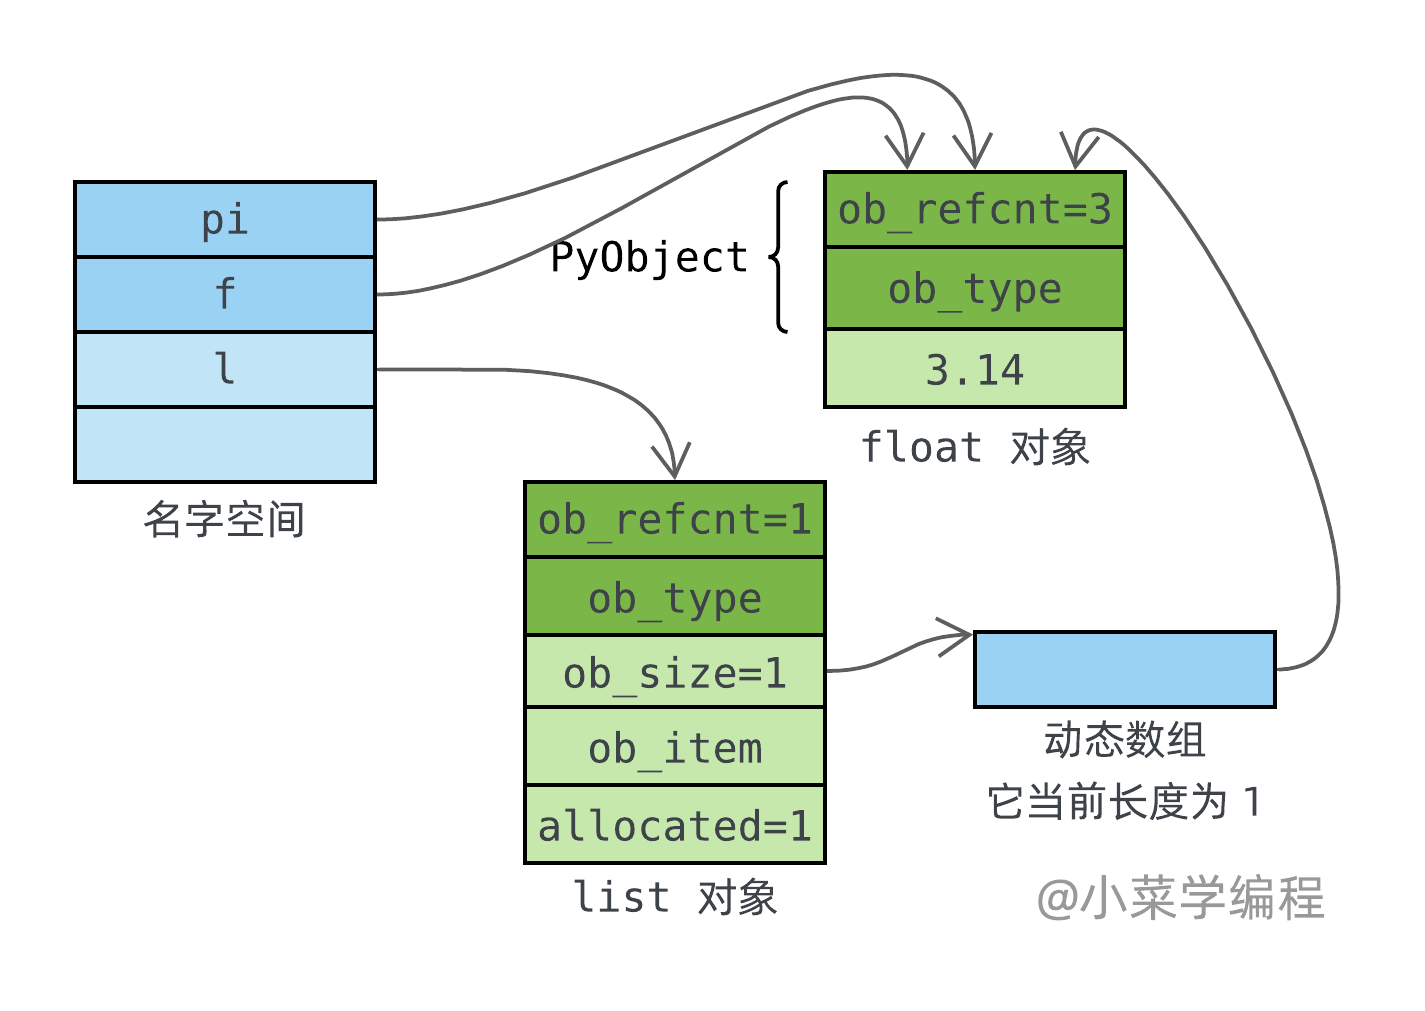 pi
f
l
名字空间
PyObject
ob_refcnt=3
ob_type
3.14
float 对象
ob_refcnt=1
ob_type
ob_size=1
ob_item
allocated=1
list 对象
动态数组
它当前长度为 1
@小菜学编程